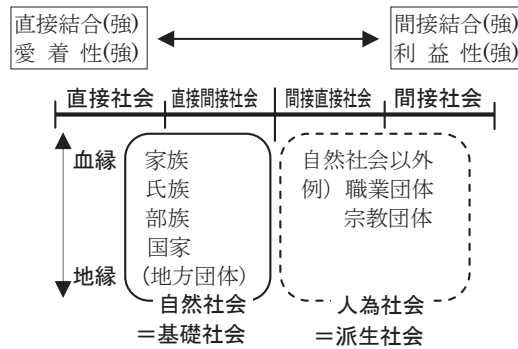 直接結合(強)
愛 着 性(強)
間接結合(強)
利 益 性(強)
直接社会 直接間接社会 間接直接社会 間接社会
血縁
地縁
家族
氏族
部族
国家
(地方団体)
自然社会以外
例）職業団体
宗教団体
自然社会
＝基礎社会
人為社会
＝派生社会